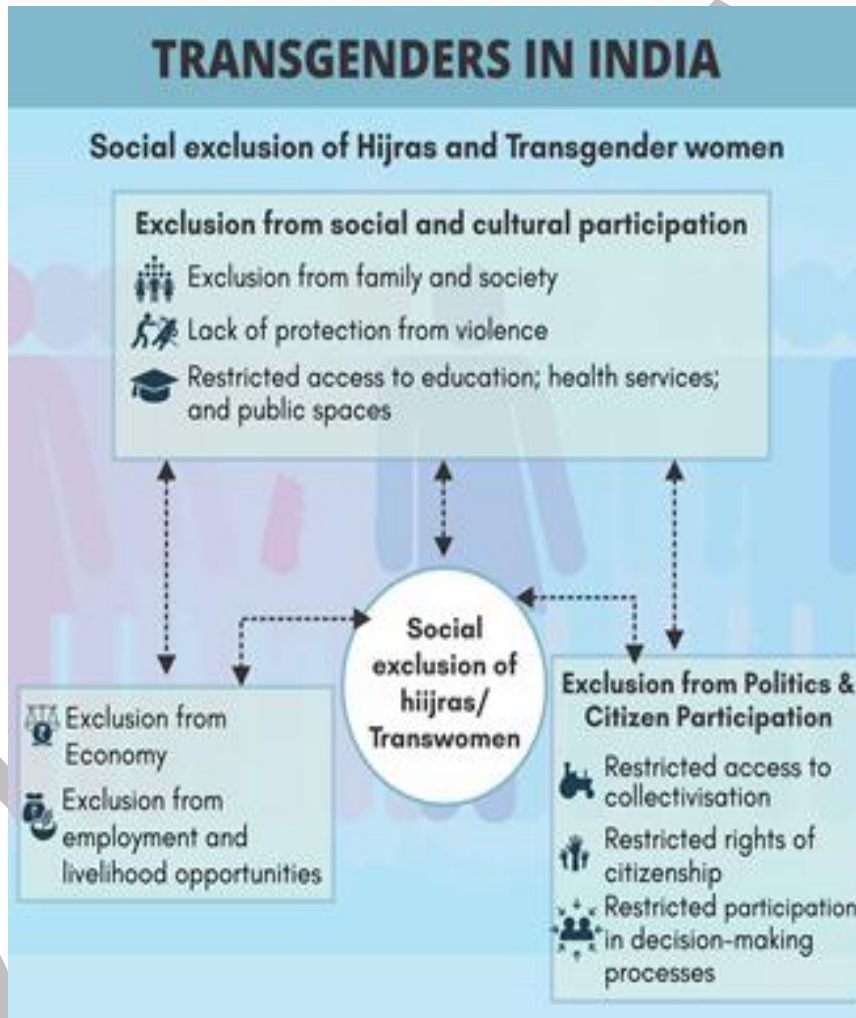 TRANSGENDERS IN INDIA
Social exclusion of Hijras and Transgender women
Exclusion from social and cultural participation
Exclusion from family and society
Lack of protection from violence
Restricted access to education; health services;
and public spaces
Social
exclusion of
hiijras/
Transwomen
Exclusion from
Economy
Exclusion from
employment and
livelihood opportunities
Exclusion from Politics &
Citizen Participation
Restricted access to
collectivisation
Restricted rights of
citizenship
Restricted participation
in decision-making
processes